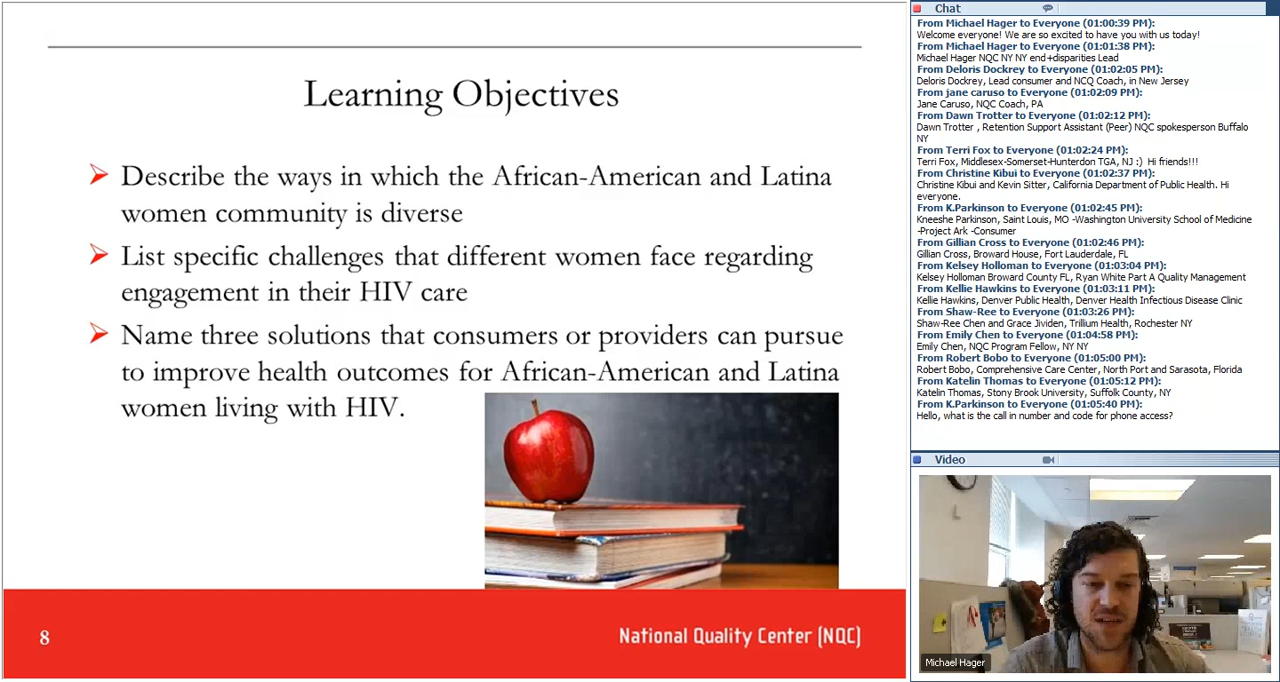 Learning Objectives
Describe the ways in which the African-American and Latina
women community is diverse
List specific challenges that different women face regarding
engagement in their HIV care
Name three solutions that consumers or providers can pursue
to improve health outcomes for African-American and Latina
women living with HIV.
8
National Quality Center (NQC)
Chat
From Michael Hager to Everyone (01:00:39 PM):
Welcome everyone! We are so excited to have you with us today!
From Michael Hager to Everyone (01:01:38 PM):
Michael Hager NQC NY NY end+disparities Lead
From Deloris Dockrey to Everyone (01:02:05 PM):
Deloris Dockrey, Lead consumer and NCQ Coach, in New Jersey
From jane caruso to Everyone (01:02:09 PM):
Jane Caruso, NQC Coach, PA
From Dawn Trotter to Everyone (01:02:12 PM):
Dawn Trotter , Retention Support Assistant (Peer) NQC spokesperson Buffalo
NY
From Terri Fox to Everyone (01:02:24 PM):
Terri Fox, Middlesex-Somerset-Hunterdon TGA, NJ :) Hi friends!!!
From Christine Kibui to Everyone (01:02:37 PM):
Christine Kibui and Kevin Sitter, California Department of Public Health. Hi
everyone.
From K.Parkinson to Everyone (01:02:45 PM):
Kneeshe Parkinson, Saint Louis, MO -Washington University School of Medicine
-Project Ark -Consumer
From Gillian Cross to Everyone (01:02:46 PM):
Gillian Cross, Broward House, Fort Lauderdale, FL
From Kelsey Holloman to Everyone (01:03:04 PM):
Kelsey Holloman Broward County FL, Ryan White Part A Quality Management
From Kellie Hawkins to Everyone (01:03:11 PM):
Kellie Hawkins, Denver Public Health, Denver Health Infectious Disease Clinic
From Shaw-Ree to Everyone (01:03:26 PM):
Shaw-Ree Chen and Grace Jividen, Trillium Health, Rochester NY
From Emily Chen to Everyone (01:04:58 PM):
Emily Chen, NQC Program Fellow, NY NY
From Robert Bobo to Everyone (01:05:00 PM):
Robert Bobo, Comprehensive Care Center, North Port and Sarasota, Florida
From Katelin Thomas to Everyone (01:05:12 PM):
Katelin Thomas, Stony Brook University, Suffolk County, NY
From K.Parkinson to Everyone (01:05:40 PM):
Hello, what is the call in number and code for phone access?
Video
Michael Hager